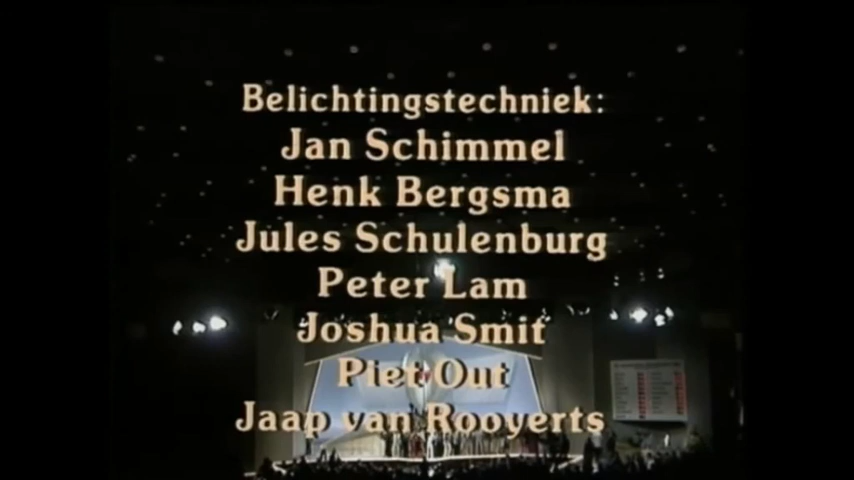 Belichtingstechniek:
Jan Schimmel
Henk Bergsma
Jules Schulenburg
Peter Lam
Joshua Smit
Piet Out
Jaap van Rooyerts